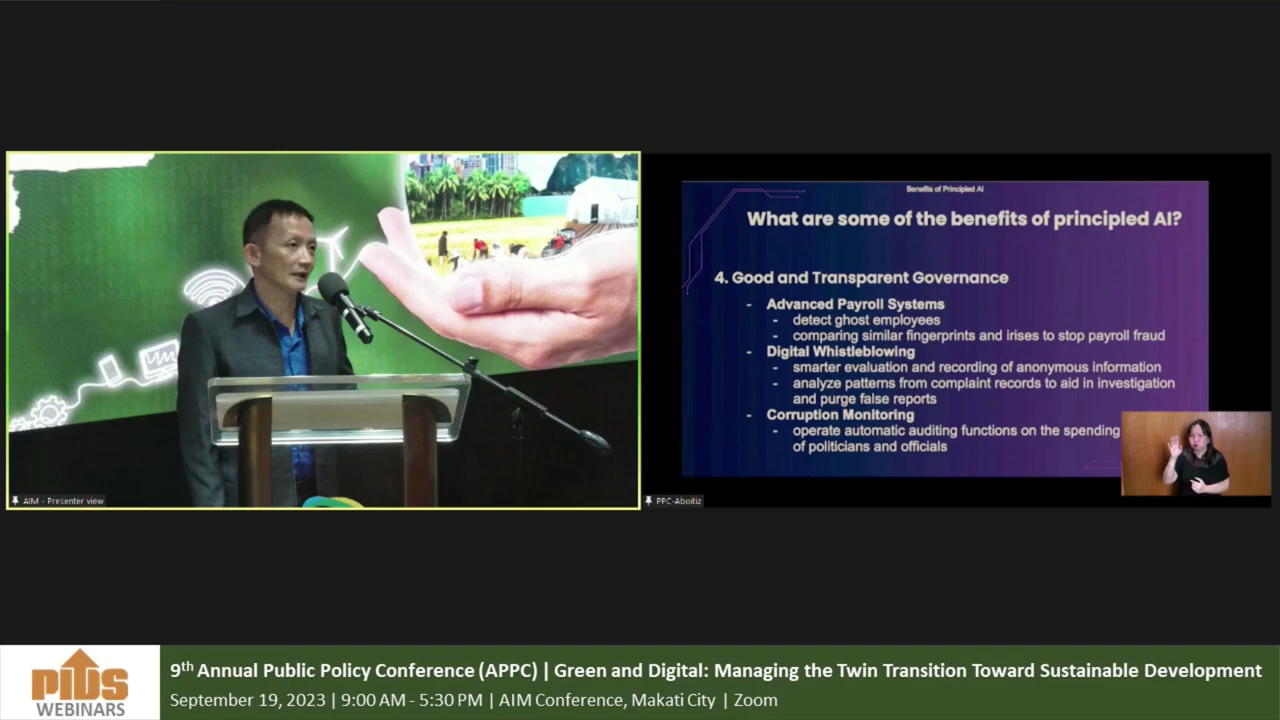 Benefits of Principled AI
What are some of the benefits of principled AI?
4. Good and Transparent Governance
- Advanced Payroll Systems
- detect ghost employees
- comparing similar fingerprints and irises to stop payroll fraud
- Digital Whistleblowing
- smarter evaluation and recording of anonymous information
- analyze patterns from complaint records to aid in investigation
and purge false reports
- Corruption Monitoring
- operate automatic auditing functions on the spending
of politicians and officials
AIM - Presenter view
PPC-Aboitiz
PIDS
WEBINARS
9th Annual Public Policy Conference (APPC) | Green and Digital: Managing the Twin Transition Toward Sustainable Development
September 19, 2023 | 9:00 AM - 5:30 PM | AIM Conference, Makati City | Zoom